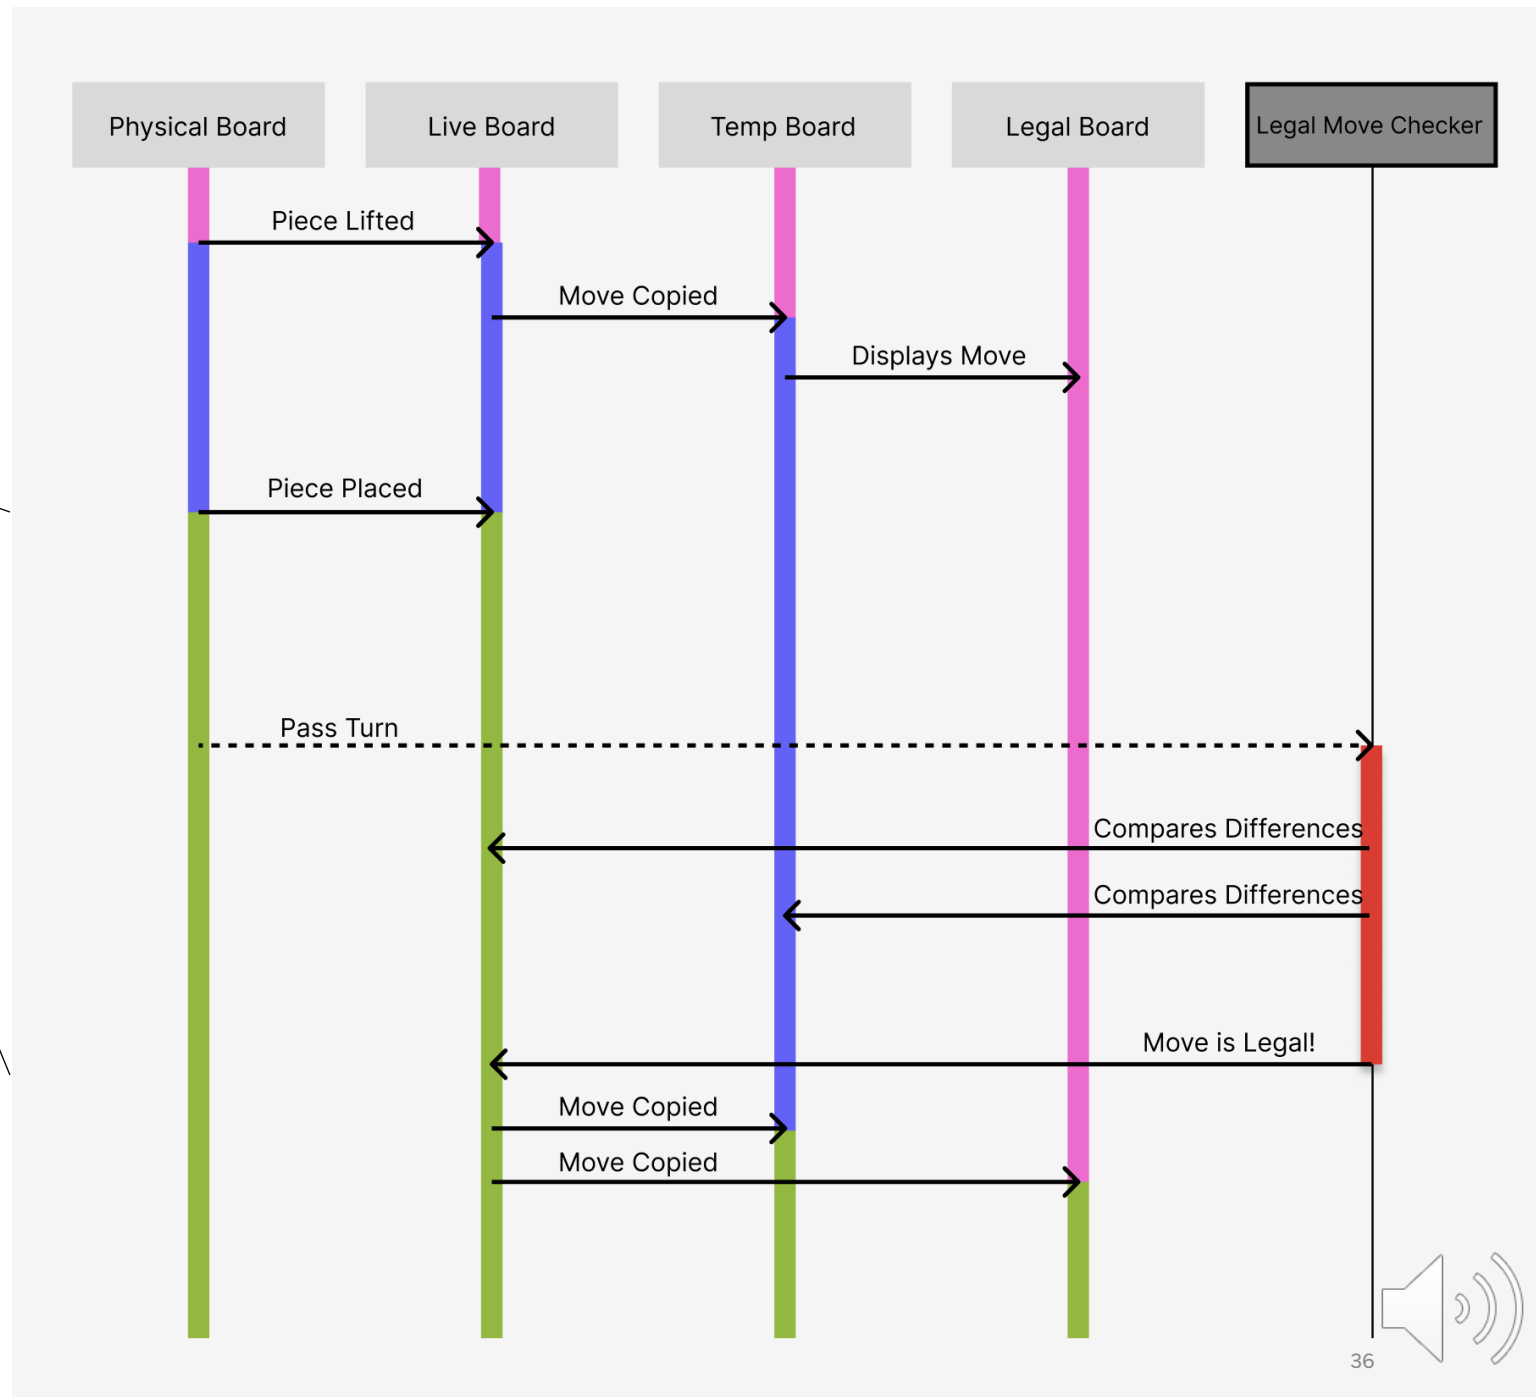 Physical Board
Live Board
Temp Board
Legal Board
Legal Move Checker
Piece Lifted
Move Copied
Displays Move
Piece Placed
Pass Turn
Compares Differences
Compares Differences
Move is Legal!
Move Copied
Move Copied
36